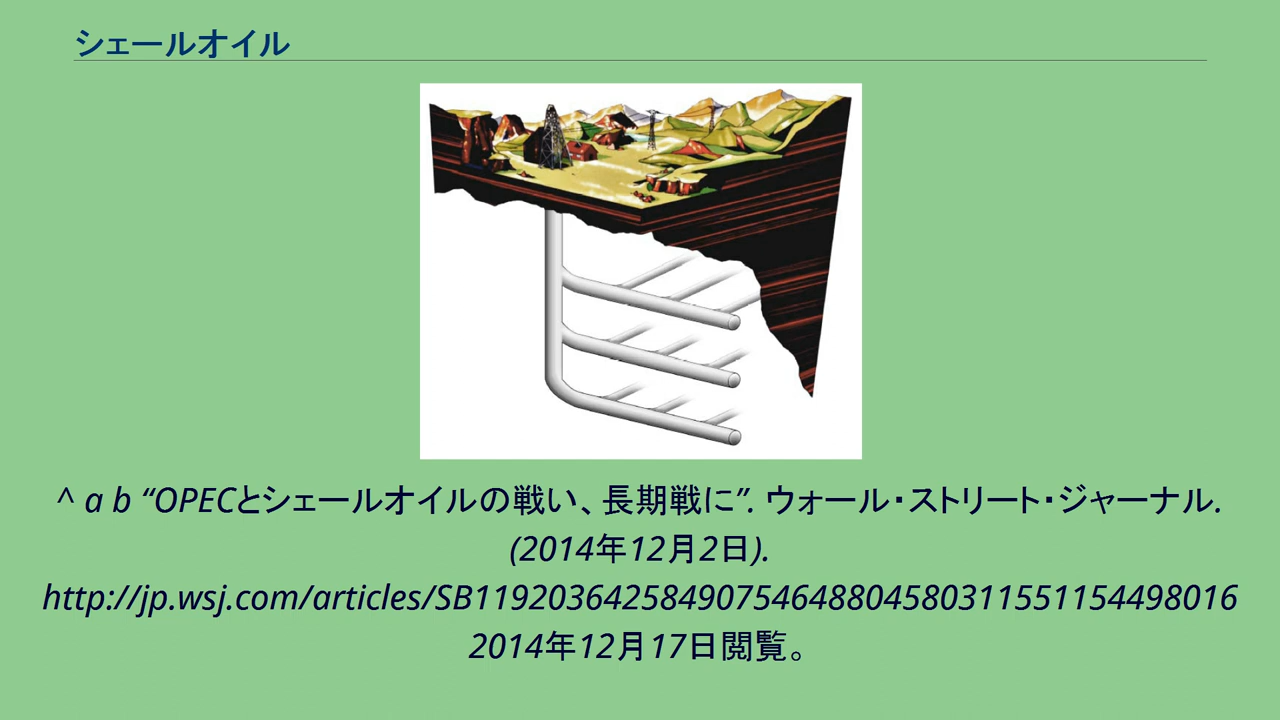 シェールオイル
^ a b “OPECとシェールオイルの戦い、長期戦に”. ウォール・ストリート・ジャーナル.
(2014年12月2日).
http://jp.wsj.com/articles/SB11920364258490754648804580311551154498016
2014年12月17日閲覧。